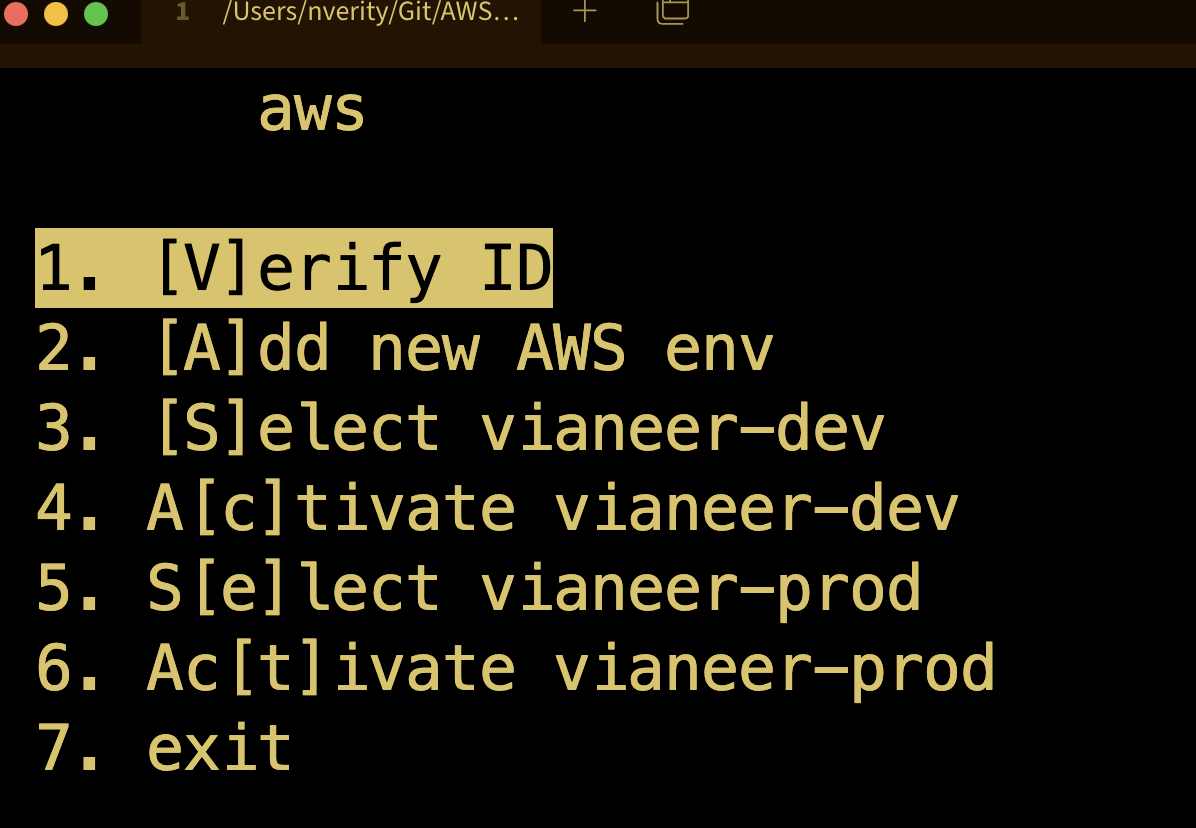 1 /Users/nverity/Git/AWS...
aws
1. [V]erify ID
2. [A]dd new AWS env
3. [S]elect vianeer-dev
4. A[c]tivate vianeer-dev
5. S[e]lect vianeer-prod
6. Ac[t]ivate vianeer-prod
7. exit